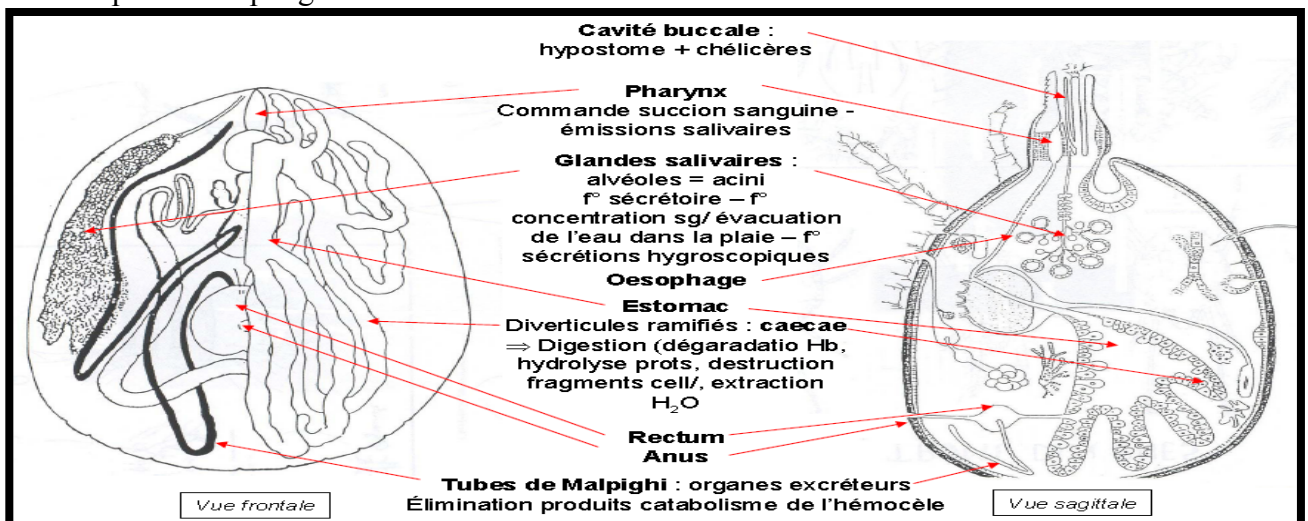 Cavité buccale :
hypostome + chélicères
Pharynx
Commande succion sanguine -
émissions salivaires
Glandes salivaires :
alvéoles = acini
f° sécrétoire – f°
concentration sg/ évacuation
de l'eau dans la plaie – f°
sécrétions hygroscopiques
Oesophage
Estomac
Diverticules ramifiés : caecae
⇒ Digestion (dégaradatio Hb,
hydrolyse prots, destruction
fragments cell/, extraction
H₂O
Rectum
Anus
Tubes de Malpighi : organes excréteurs
Élimination produits catabolisme de l'hémocèle
Vue frontale
Vue sagittale